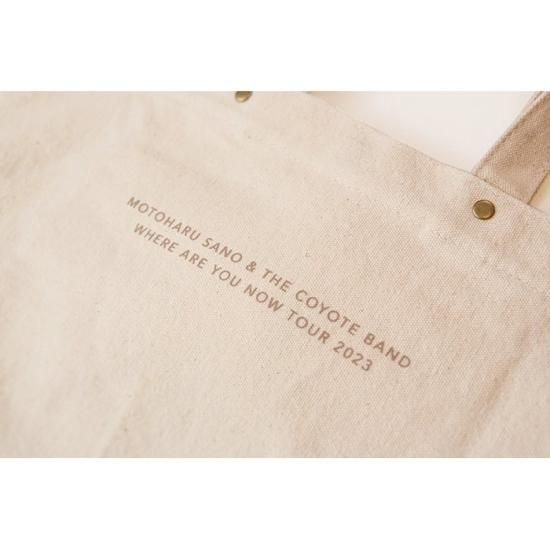 MOTOHARU SANO & THE COYOTE BAND
WHERE ARE YOU NOW TOUR 2023